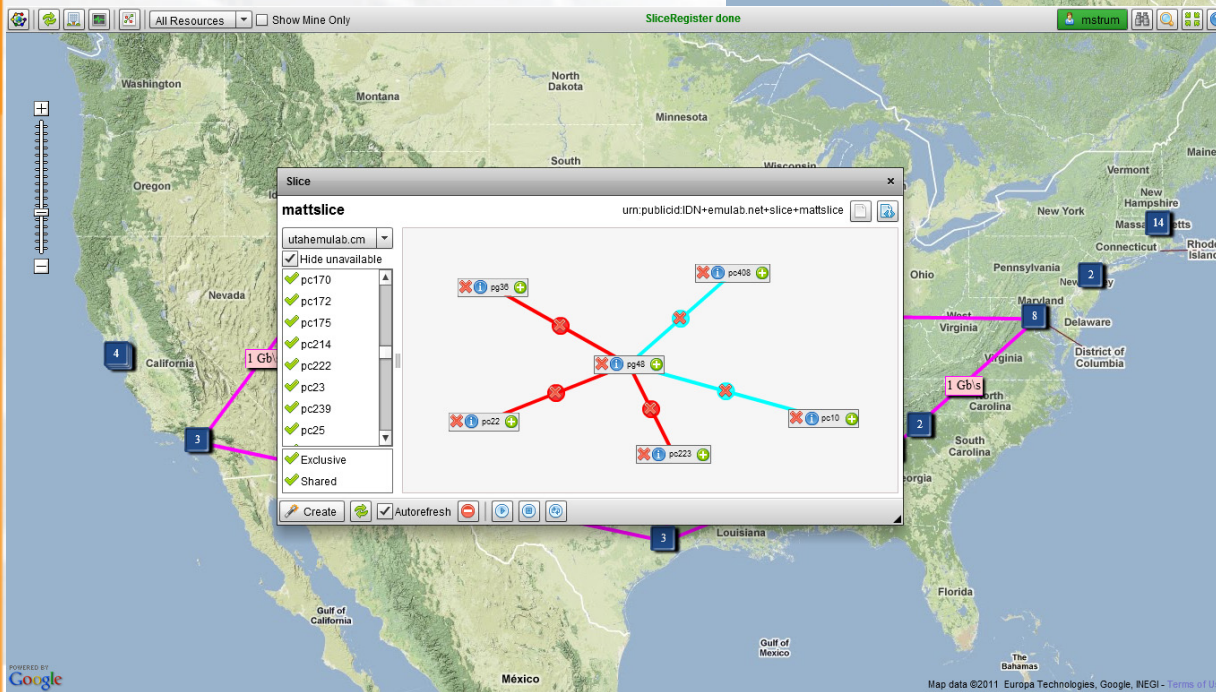 All Resources
Show Mine Only
SliceRegister done
mstrum
Washington
Montana
North
Dakota
Minnesota
South
Wisconsin
Oregon
Maine
Vermont
New
Hampshire
New York
14
Connecticut
Rhode
Island
Ohio
Pennsylvania
2
Maryland
8
Delaware
West
Virginia
District of
Columbia
Virginia
1 Gb\s
North
Carolina
2
South
Carolina
Nevada
4
California
1 Gb\s
3
Slice
mattslice
urn:publicid:IDN+emulab.net+slice+mattslice
utahemulab.cm
Hide unavailable
pc170
pc172
pc175
pc214
pc222
pc23
pc239
pc25
Exclusive
Shared
pg36
pc408
pg48
pc22
pc10
pc223
Create
Autorefresh
3
Louisiana
Florida
Gulf of
California
Gulf of
Mexico
The
Bahamas
México
POWERED BY
Google
Map data ©2011 Europa Technologies, Google, INEGI - Terms of U